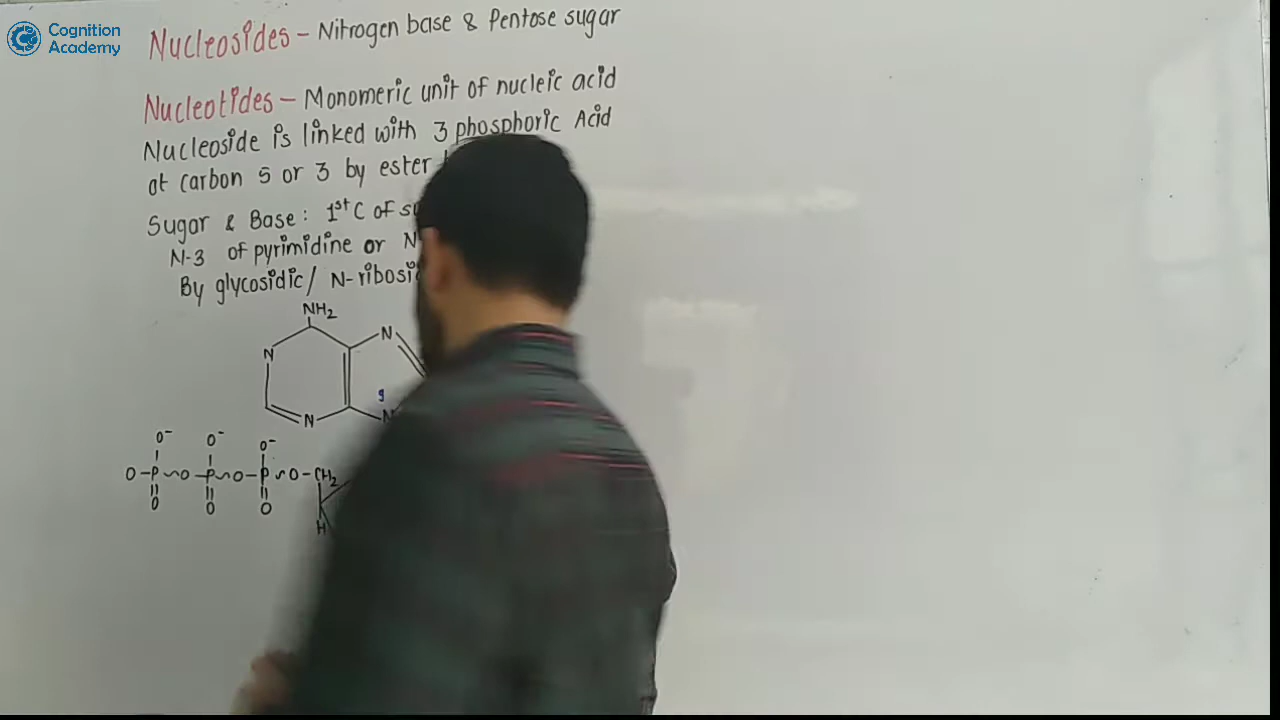 Cognition
Academy
Nucleosides – Nitrogen base & Pentose sugar
Nucleotides – Monomeric unit of nucleic acid
Nucleoside is linked with 3 phosphoric Acid
at carbon 5 or 3 by ester
Sugar & Base: 1st C of
N-3 of pyrimidine or N
By glycosidic/
NH2
N
N
9
N
N
O- O- O-
O-P~O-P~O-P~O-CH2
O O O
H